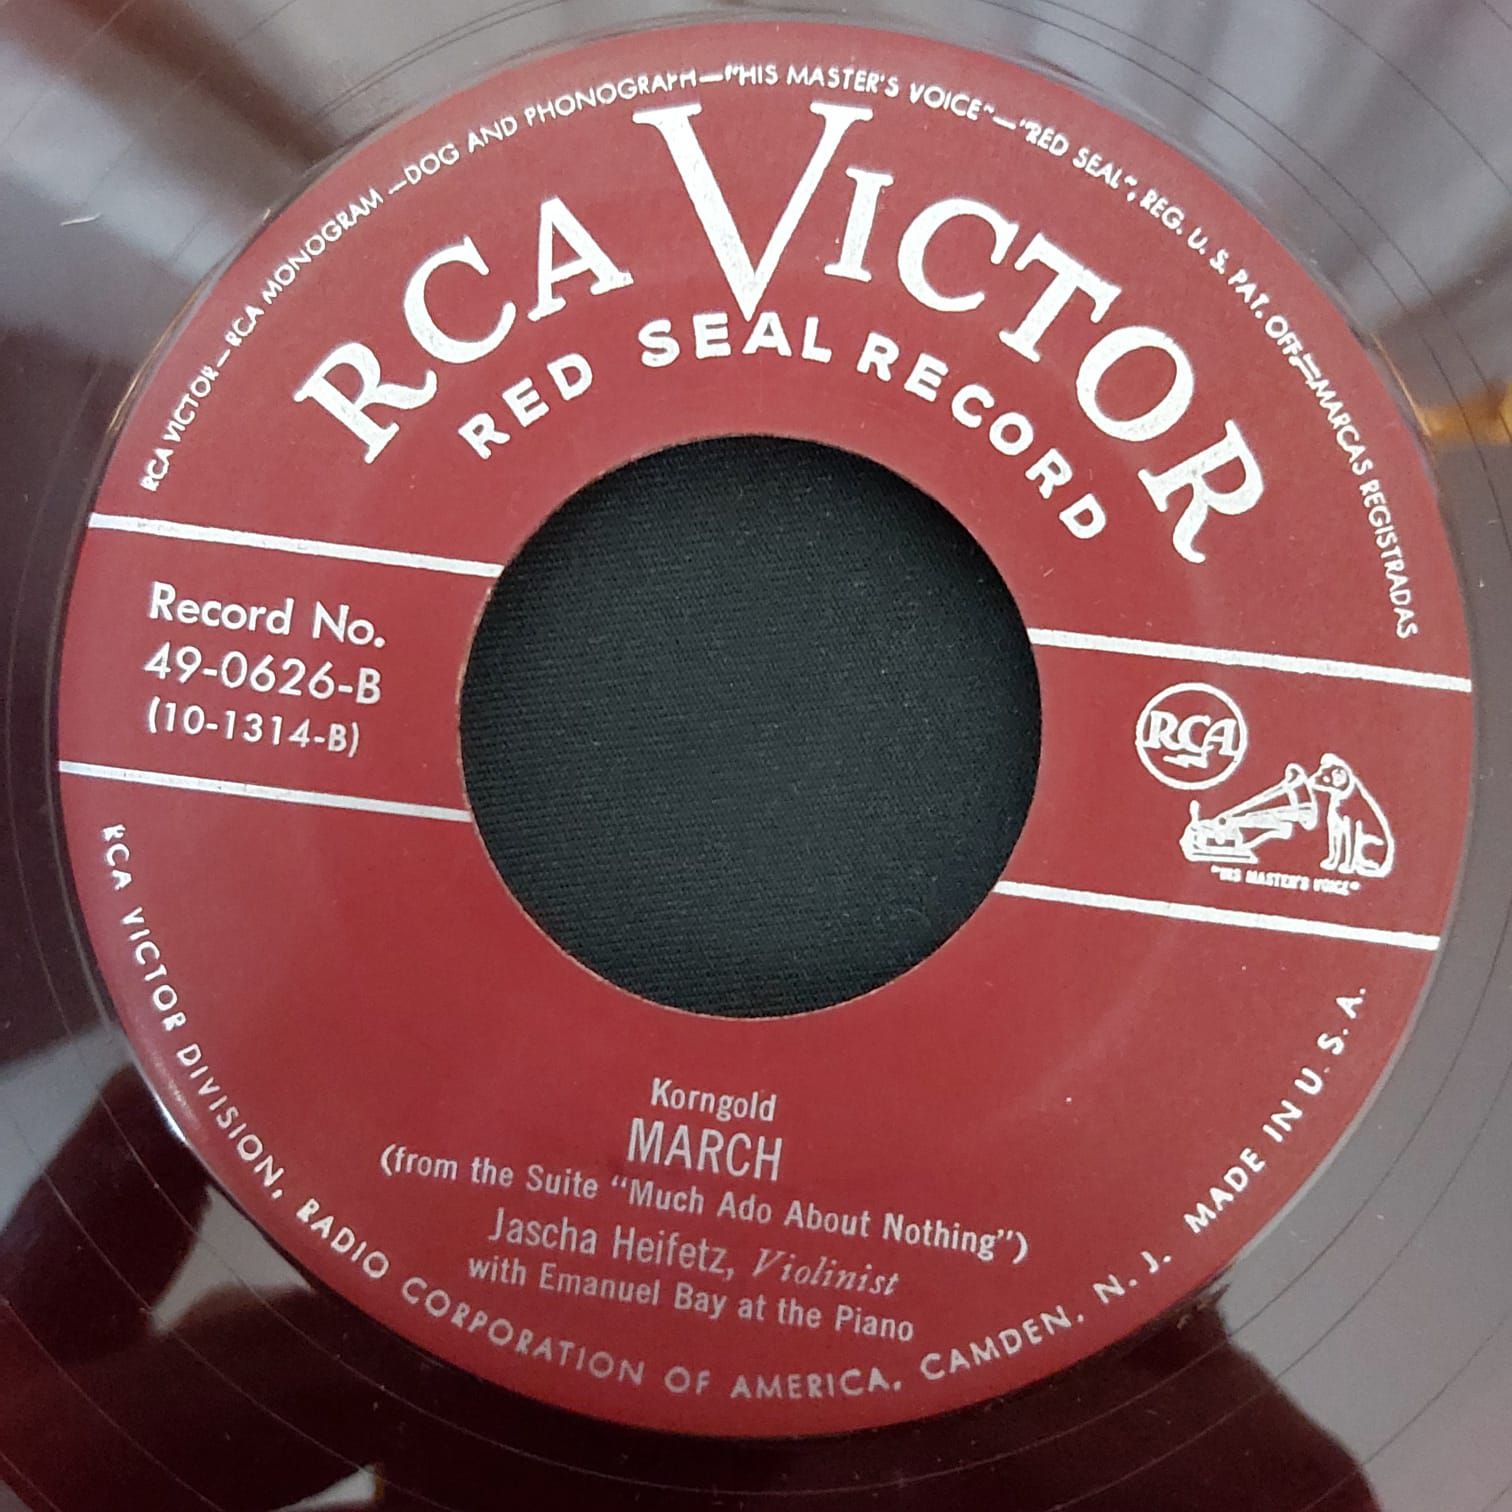 RCA VICTOR—RCA MONOGRAM—DOG AND PHONOGRAPH—"HIS MASTER'S VOICE"—"RED SEAL", REG. U. S. PAT. OFF.—MARCAS REGISTRADAS
RCA VICTOR
RED SEAL RECORD
Record No.
49-0626-B
(10-1314-B)
RCA
"HIS MASTER'S VOICE"
Korngold
MARCH
(from the Suite "Much Ado About Nothing")
Jascha Heifetz, Violinist
with Emanuel Bay at the Piano
RCA VICTOR DIVISION, RADIO CORPORATION OF AMERICA, CAMDEN, N. J. MADE IN U. S. A.